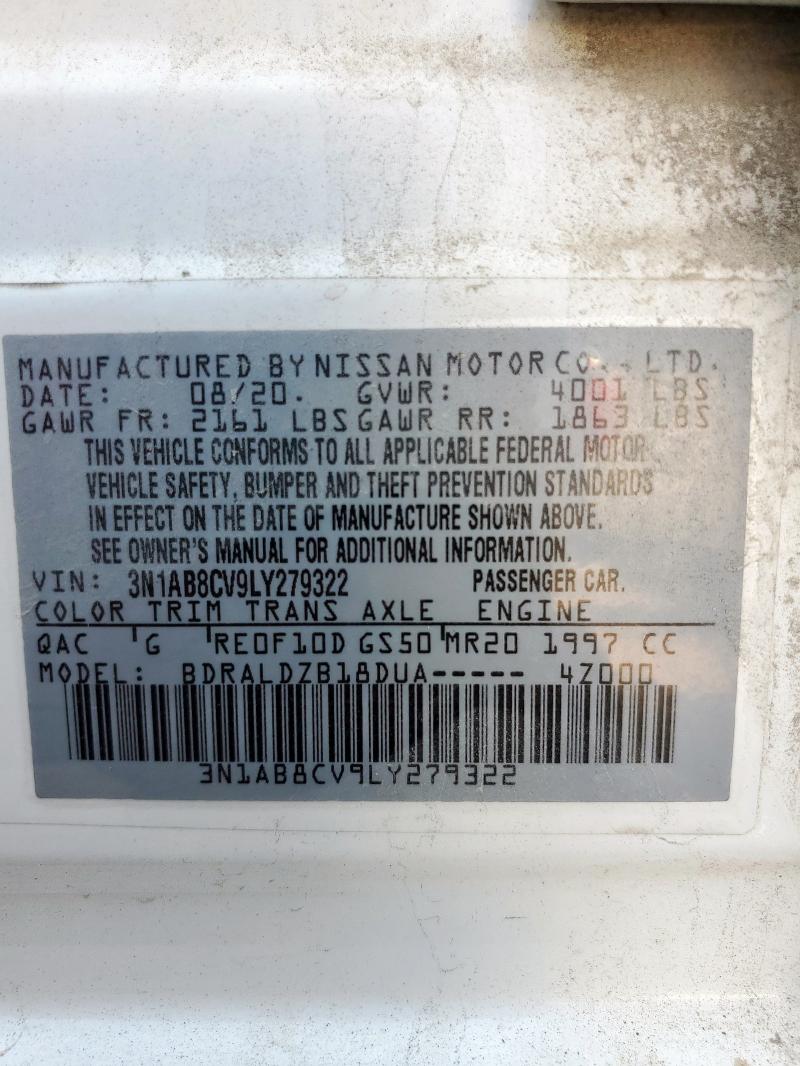 MANUFACTURED BY NISSAN MOTOR CO., LTD.
DATE: 08/20. GVWR: 4001 LBS
GAWR FR: 2161 LBS GAWR RR: 1863 LBS
THIS VEHICLE CONFORMS TO ALL APPLICABLE FEDERAL MOTOR
VEHICLE SAFETY, BUMPER AND THEFT PREVENTION STANDARDS
IN EFFECT ON THE DATE OF MANUFACTURE SHOWN ABOVE.
SEE OWNER'S MANUAL FOR ADDITIONAL INFORMATION.
VIN: 3N1AB8CV9LY279322 PASSENGER CAR.
COLOR TRIM TRANS AXLE ENGINE
QAC G RE0F10D GS50 MR20 1997 CC
MODEL: BDRALDZB18DUA----- 4Z000
3N1AB8CV9LY279322